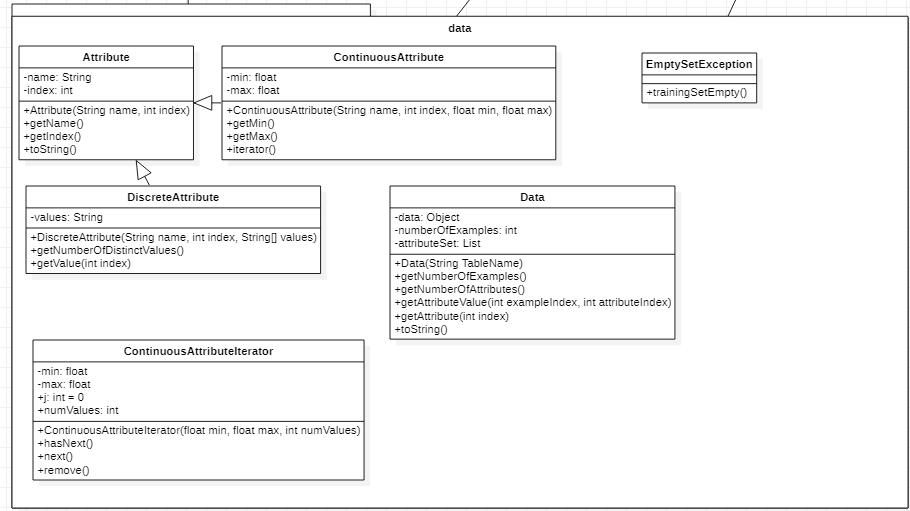 data
Attribute
-name: String
-index: int
+Attribute(String name, int index)
+getName()
+getIndex()
+toString()
ContinuousAttribute
-min: float
-max: float
+ContinuousAttribute(String name, int index, float min, float max)
+getMin()
+getMax()
+iterator()
EmptySetException
+trainingSetEmpty()
DiscreteAttribute
-values: String
+DiscreteAttribute(String name, int index, String[] values)
+getNumberOfDistinctValues()
+getValue(int index)
Data
-data: Object
-numberOfExamples: int
-attributeSet: List
+Data(String TableName)
+getNumberOfExamples()
+getNumberOfAttributes()
+getAttributeValue(int exampleIndex, int attributeIndex)
+getAttribute(int index)
+toString()
ContinuousAttributeIterator
-min: float
-max: float
+j: int = 0
+numValues: int
+ContinuousAttributeIterator(float min, float max, int numValues)
+hasNext()
+next()
+remove()